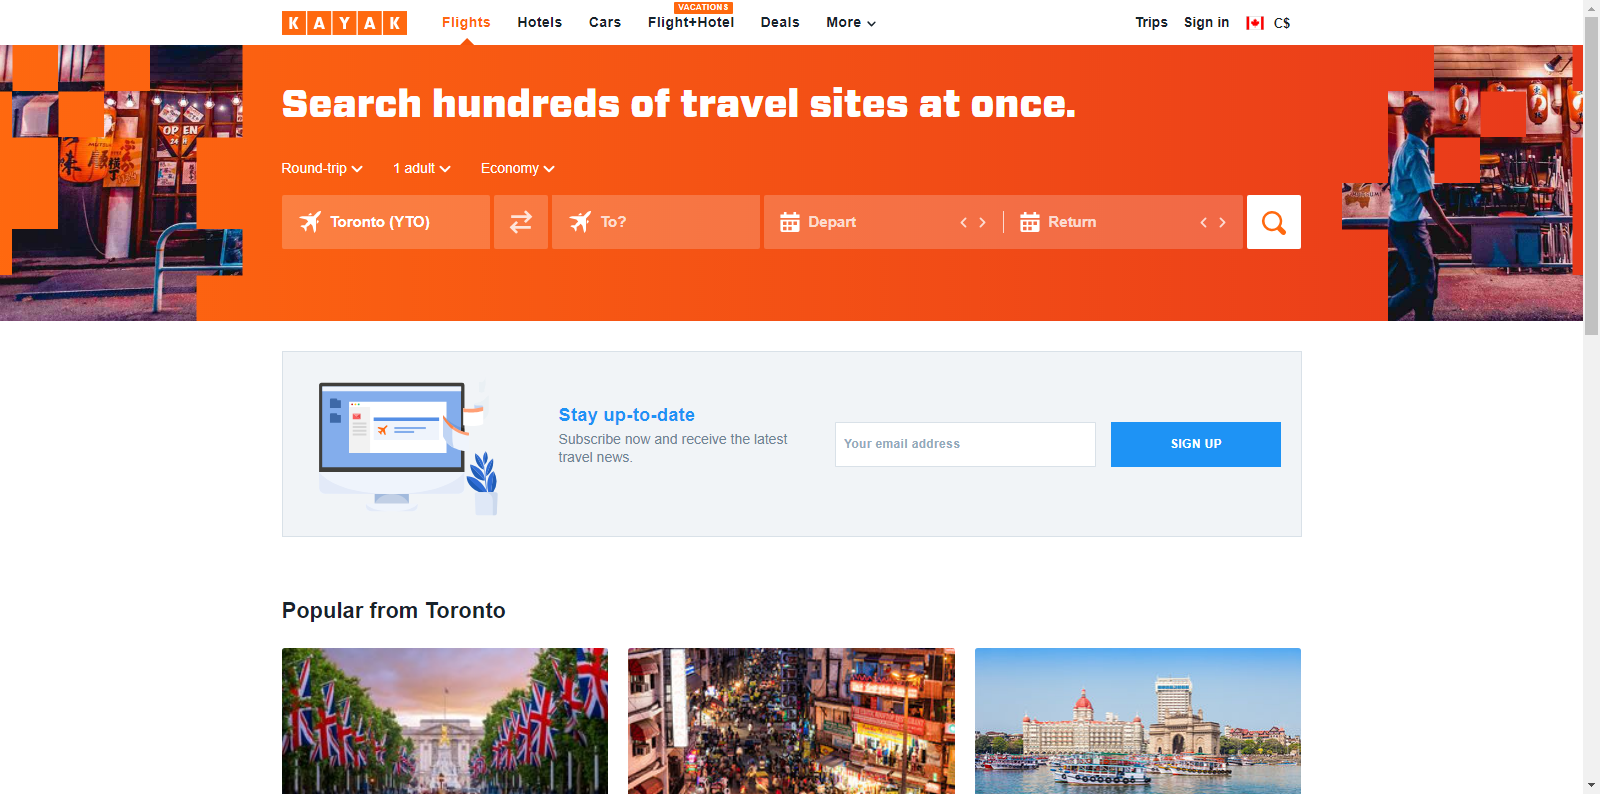 KAYAK
Flights
Hotels
Cars
VACATIONS
Flight+Hotel
Deals
More
Trips
Sign in
C$
OPEN
Search hundreds of travel sites at once.
Round-trip
1 adult
Economy
Toronto (YTO)
To?
Depart
Return
Stay up-to-date
Subscribe now and receive the latest
travel news.
Your email address
SIGN UP
Popular from Toronto